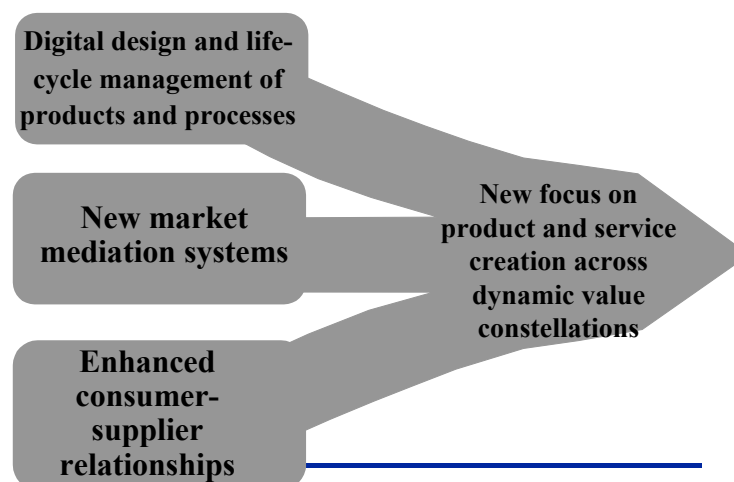 Digital design and life-
cycle management of
products and processes
New market
mediation systems
Enhanced
consumer-
supplier
relationships
New focus on
product and service
creation across
dynamic value
constellations